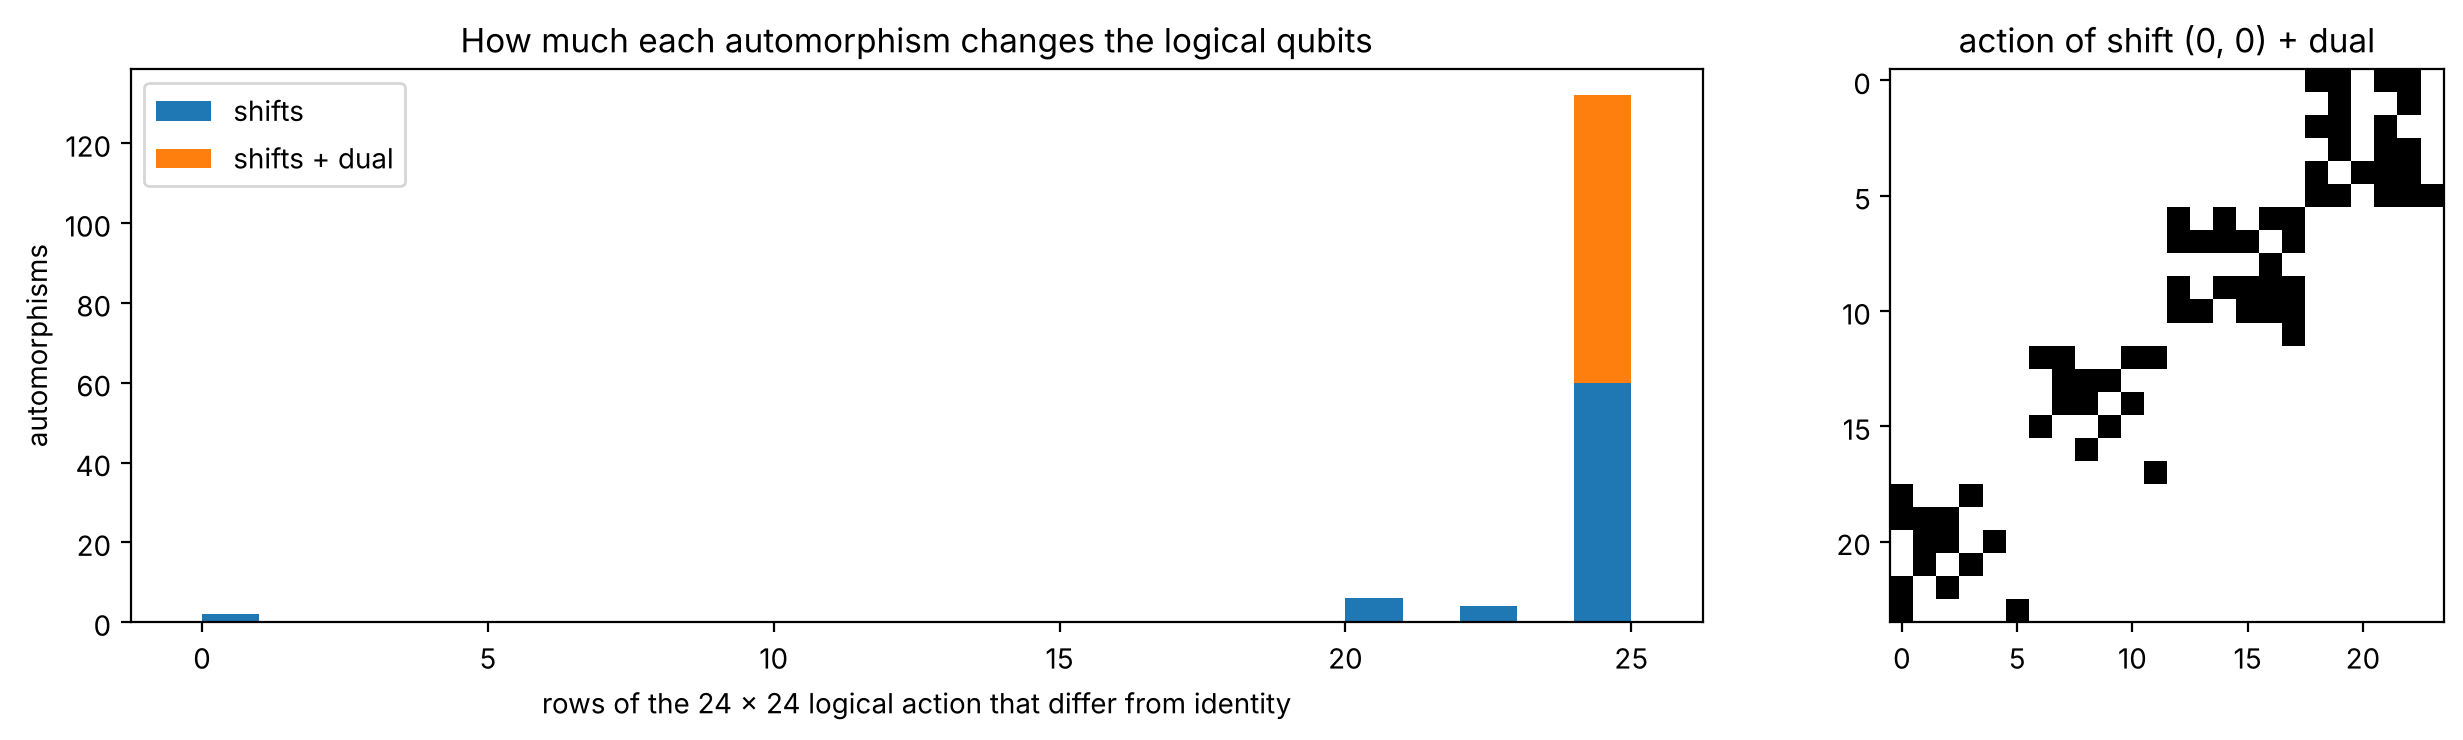 How much each automorphism changes the logical qubits
shifts
shifts + dual
automorphisms
120
100
80
60
40
20
0
0 5 10 15 20 25
rows of the 24 × 24 logical action that differ from identity
action of shift (0, 0) + dual
0
5
10
15
20
0 5 10 15 20